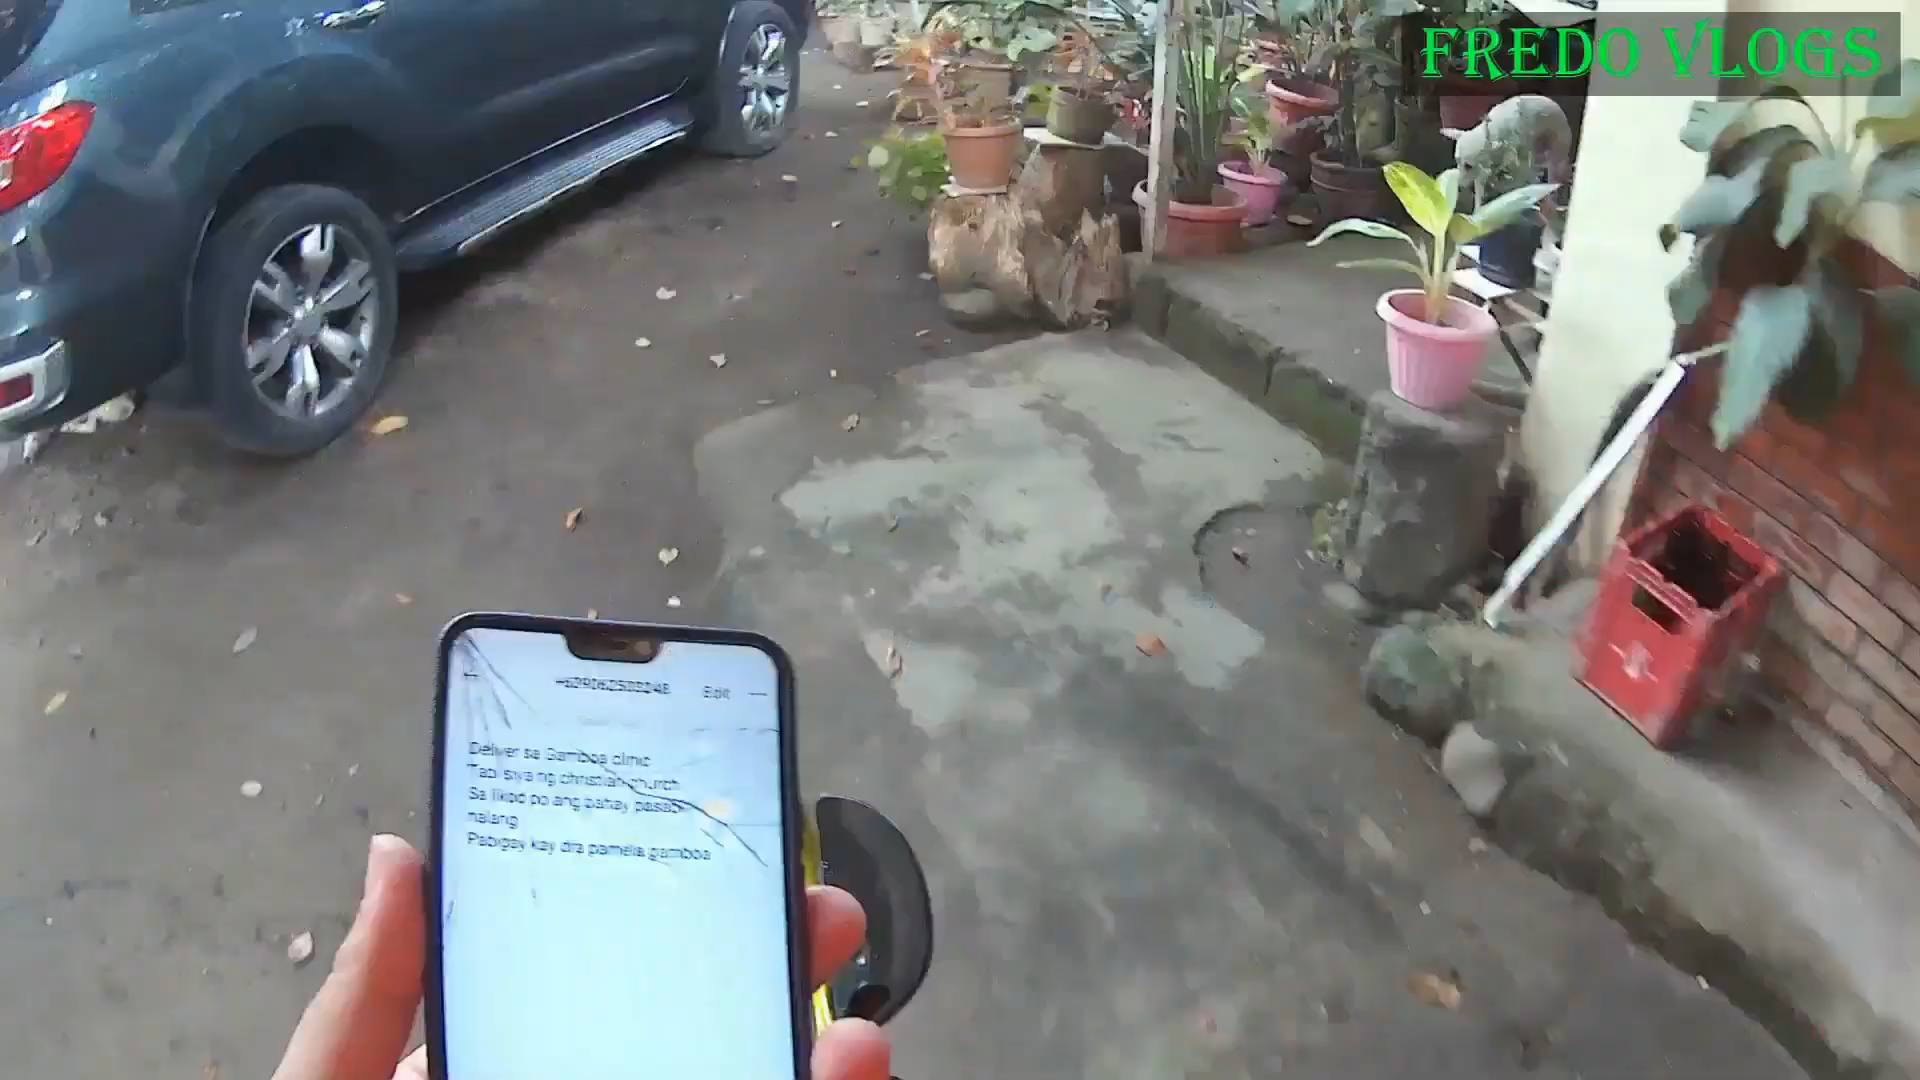 FREDO VLOGS
Edit
Deliver sa Gamboa clinic
Tabi siya ng christian church
Sa likod po ang bahay pasabi
nalang
Pabigay kay dra pamela gamboa